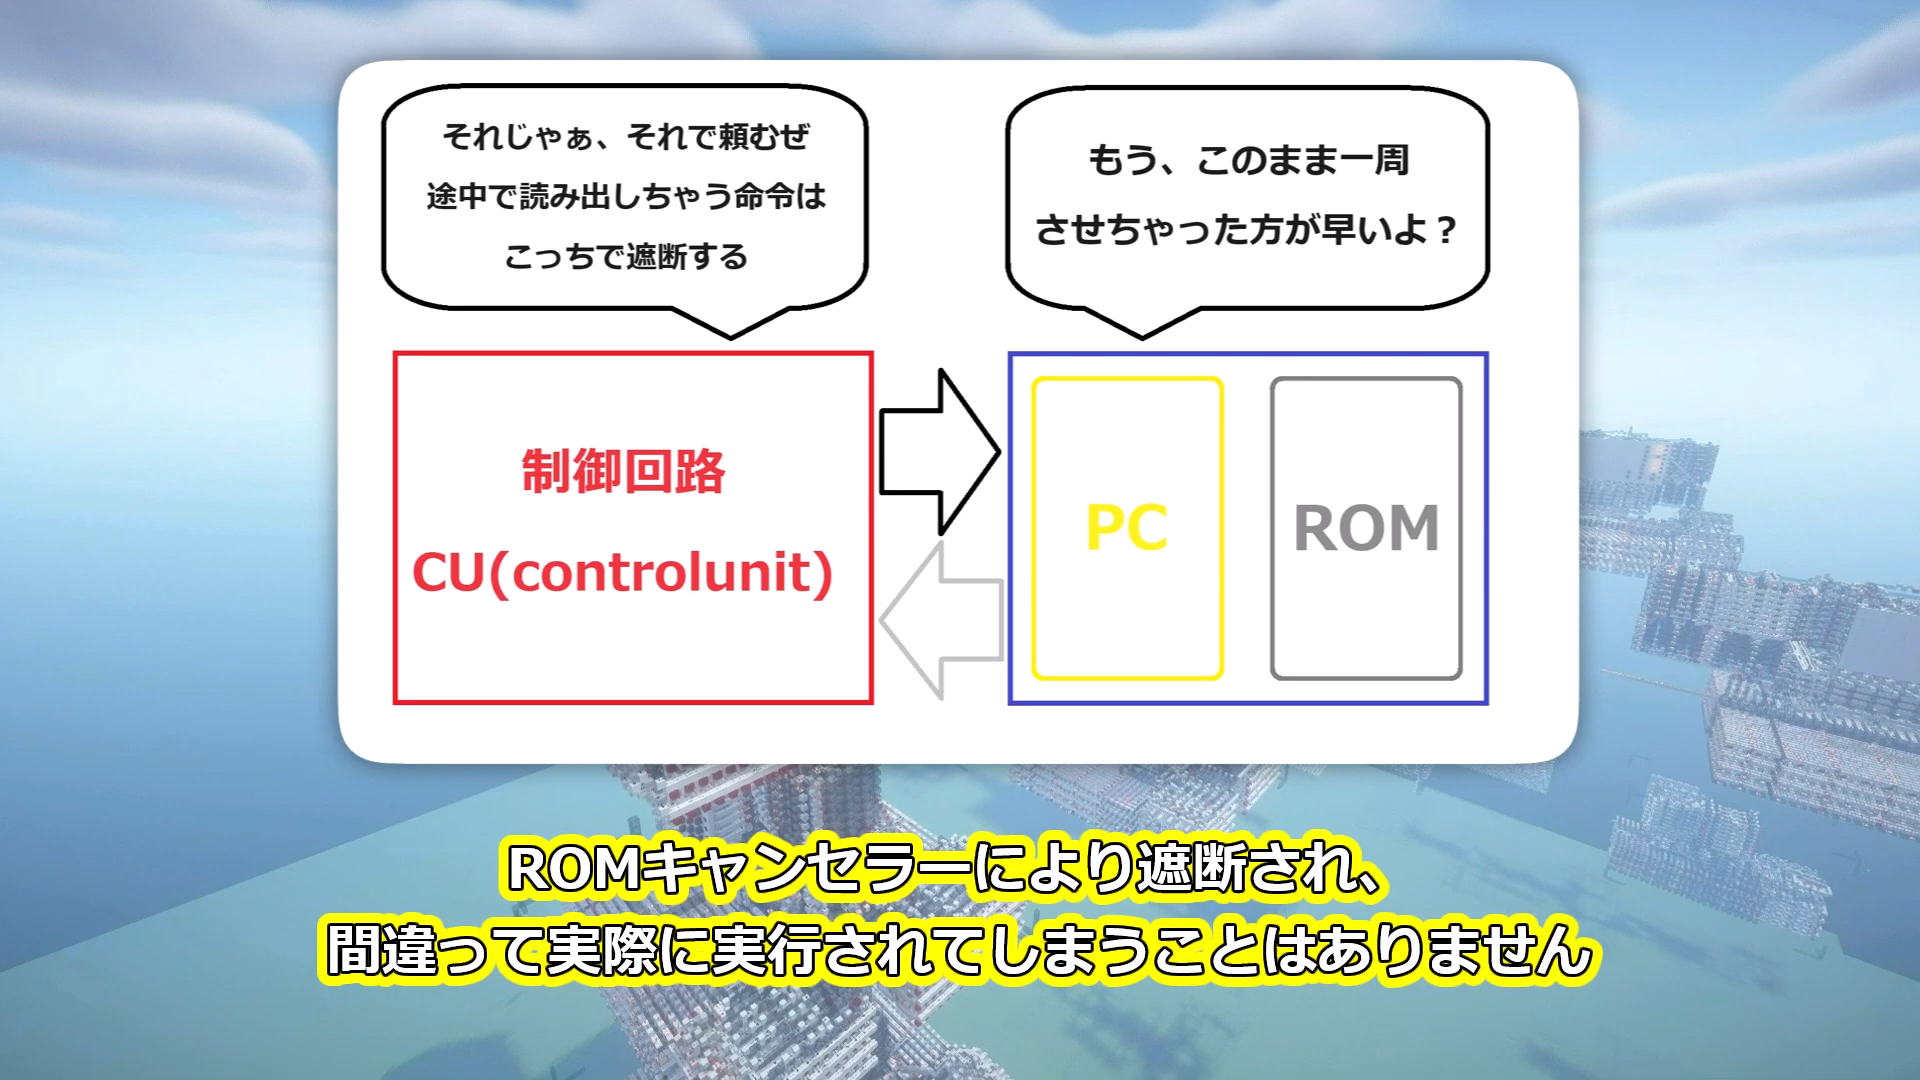 それじゃぁ、それで頼むぜ
途中で読み出しちゃう命令は
こっちで遮断する
もう、このまま一周
させちゃった方が早いよ？
制御回路
CU(controlunit)
PC
ROM
ROMキャンセラーにより遮断され、
間違って実際に実行されてしまうことはありません